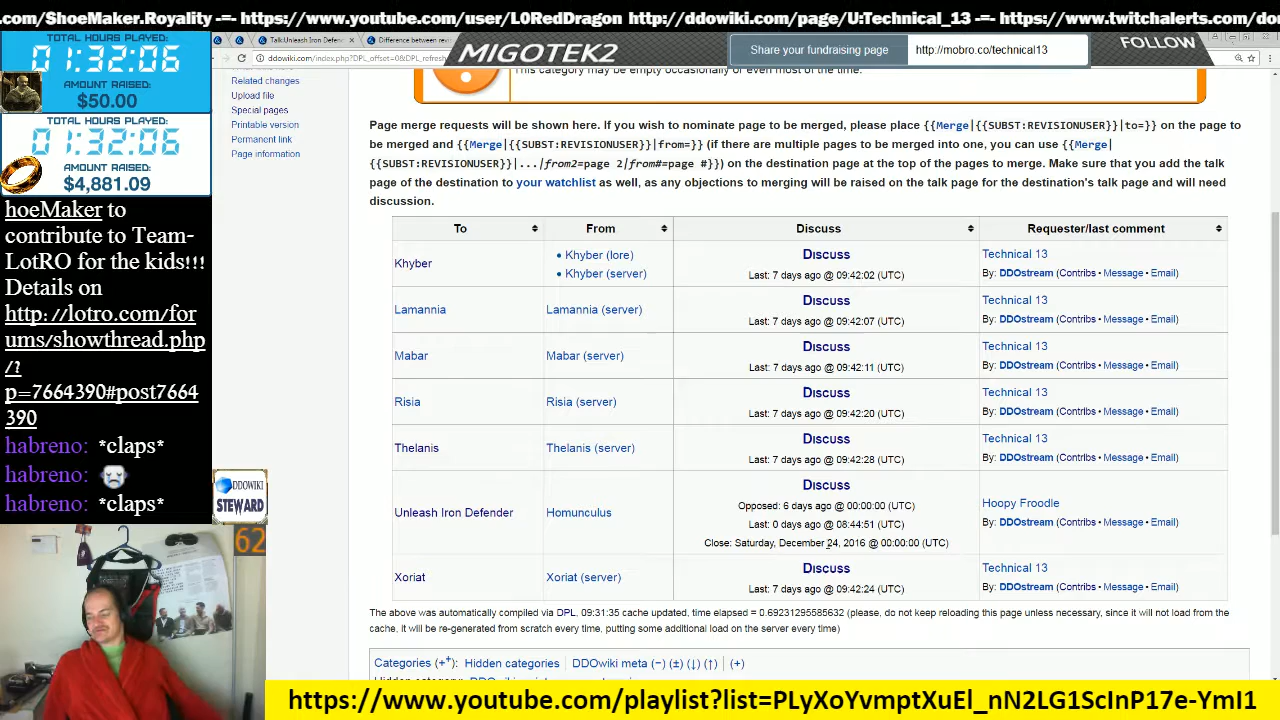 .com/ShoeMaker.Royality -=- https://www.youtube.com/user/L0RedDragon http://ddowiki.com/page/U:Technical_13 -=- https://www.twitchalerts.com/do
TOTAL HOURS PLAYED:
01:32:06
AMOUNT RAISED:
$50.00
TOTAL HOURS PLAYED:
01:32:06
AMOUNT RAISED:
$4,881.09
hoeMaker to
contribute to Team-
LotRO for the kids!!!
Details on
http://lotro.com/for
ums/showthread.php
/?
p=7664390#post7664
390
habreno: *claps*
habreno:
habreno: *claps*
DDOWIKI
STEWARD
62
Talk:Unleash Iron Defen
Difference between revi
ddowiki.com/index.php?DPL_offset=0&DPL_refresh
MIGOTEK2
Share your fundraising page
http://mobro.co/technical13
FOLLOW
Related changes
Upload file
Special pages
Printable version
Permanent link
Page information
This category may be empty occasionally or even most of the time.
Page merge requests will be shown here. If you wish to nominate page to be merged, please place {{Merge|{{SUBST:REVISIONUSER}}|to=}} on the page to
be merged and {{Merge|{{SUBST:REVISIONUSER}}|from=}} (if there are multiple pages to be merged into one, you can use {{Merge|
{{SUBST:REVISIONUSER}}|...|from2=page 2|from#=page #}}) on the destination page at the top of the pages to merge. Make sure that you add the talk
page of the destination to your watchlist as well, as any objections to merging will be raised on the talk page for the destination's talk page and will need
discussion.
To From Discuss Requester/last comment
Khyber • Khyber (lore) Discuss Technical 13
• Khyber (server) Last: 7 days ago @ 09:42:02 (UTC) By: DDOstream (Contribs • Message • Email)
Lamannia Lamannia (server) Discuss Technical 13
Last: 7 days ago @ 09:42:07 (UTC) By: DDOstream (Contribs • Message • Email)
Mabar Mabar (server) Discuss Technical 13
Last: 7 days ago @ 09:42:11 (UTC) By: DDOstream (Contribs • Message • Email)
Risia Risia (server) Discuss Technical 13
Last: 7 days ago @ 09:42:20 (UTC) By: DDOstream (Contribs • Message • Email)
Thelanis Thelanis (server) Discuss Technical 13
Last: 7 days ago @ 09:42:28 (UTC) By: DDOstream (Contribs • Message • Email)
Unleash Iron Defender Homunculus Discuss Hoopy Froodle
Opposed: 6 days ago @ 00:00:00 (UTC)
Last: 0 days ago @ 08:44:51 (UTC) By: DDOstream (Contribs • Message • Email)
Close: Saturday, December 24, 2016 @ 00:00:00 (UTC)
Xoriat Xoriat (server) Discuss Technical 13
Last: 7 days ago @ 09:42:24 (UTC) By: DDOstream (Contribs • Message • Email)
The above was automatically compiled via DPL, 09:31:35 cache updated, time elapsed = 0.69239592585632 (please, do not keep reloading this page unless necessary, since it will not load from the
cache, it will be re-generated from scratch every time, putting some additional load on the server every time)
Categories (+⁺): Hidden categories | DDOwiki meta (−) (±) (↓) (↑) | (+)
https://www.youtube.com/playlist?list=PLyXoYvmptXuEl_nN2LG1ScInP17e-YmI1